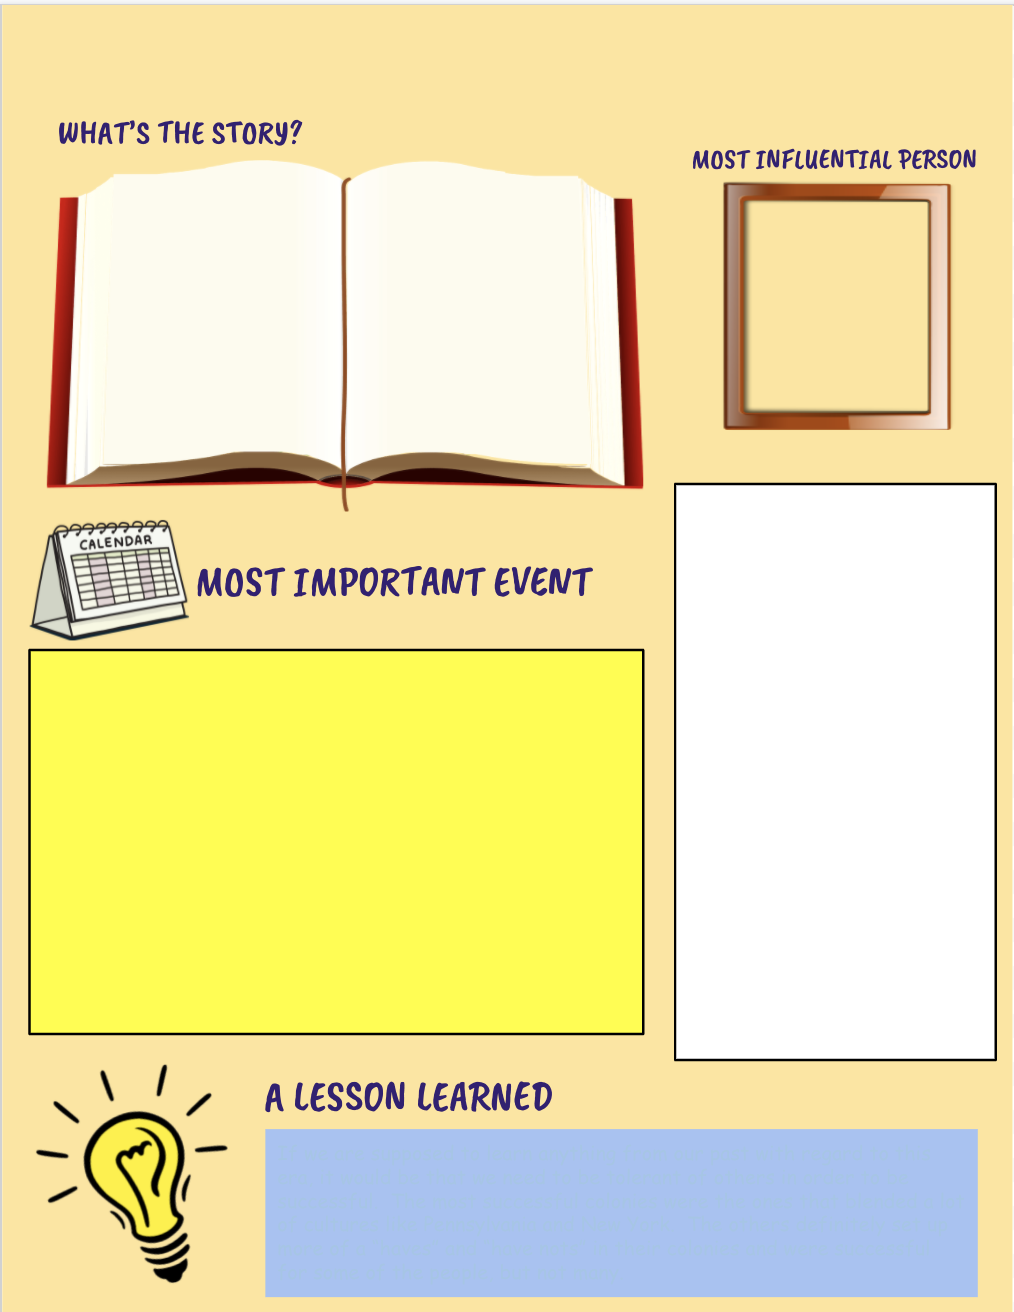 WHAT'S THE STORY?
MOST INFLUENTIAL PERSON
CALENDAR
MOST IMPORTANT EVENT
A LESSON LEARNED